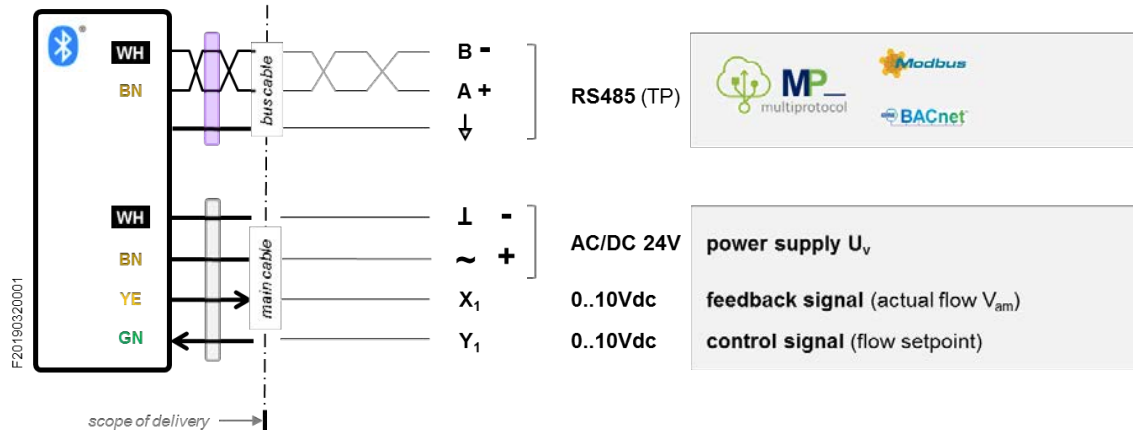 ®
WH
BN
bus cable
B -
A +
RS485 (TP)
MP
multiprotocol
Modbus
BACnet
WH
BN
YE
GN
main cable
⊥ -
~ +
X₁
Y₁
AC/DC 24V
0..10Vdc
0..10Vdc
power supply Uᵥ
feedback signal (actual flow Vam)
control signal (flow setpoint)
F20190320001
scope of delivery